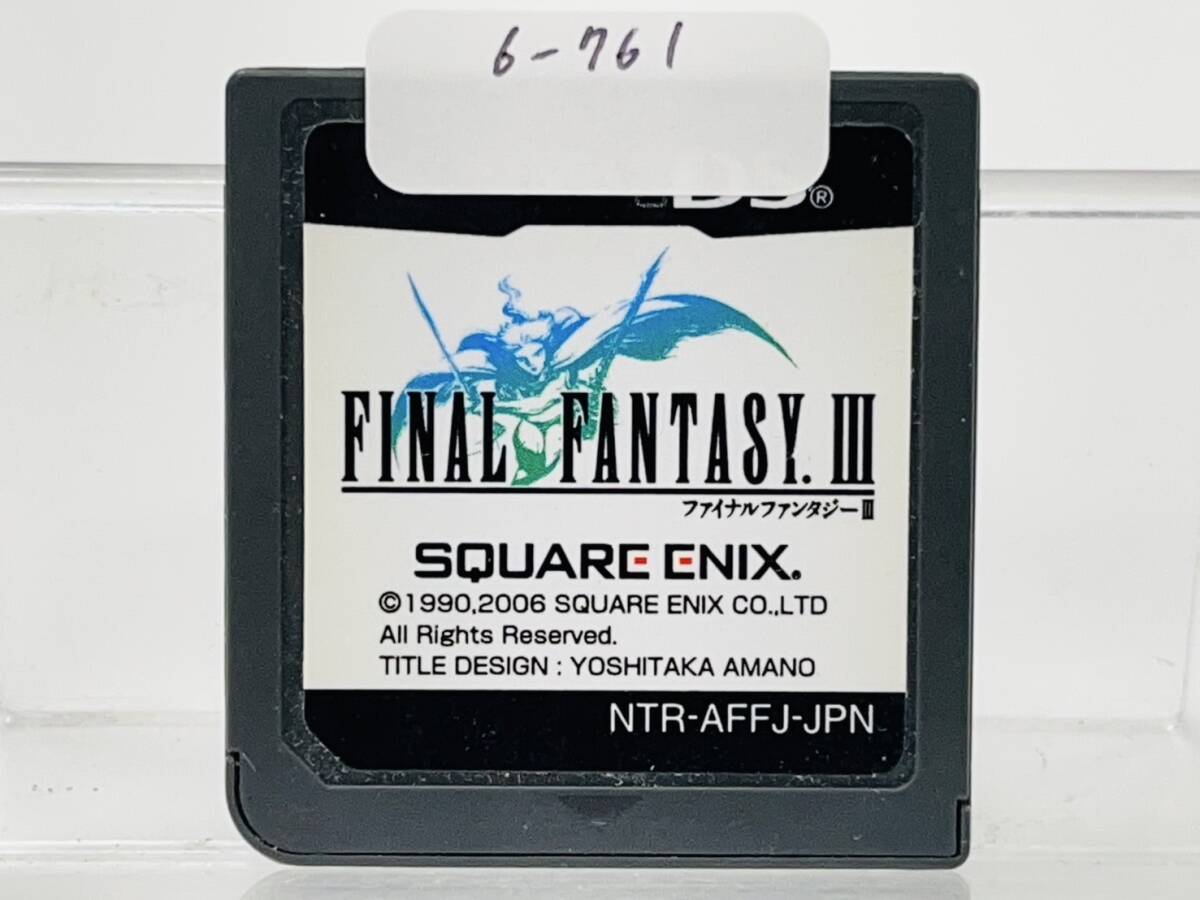 6-761
DS®
FINAL FANTASY. III
ファイナルファンタジーIII
SQUARE ENIX.
©1990,2006 SQUARE ENIX CO.,LTD
All Rights Reserved.
TITLE DESIGN : YOSHITAKA AMANO
NTR-AFFJ-JPN